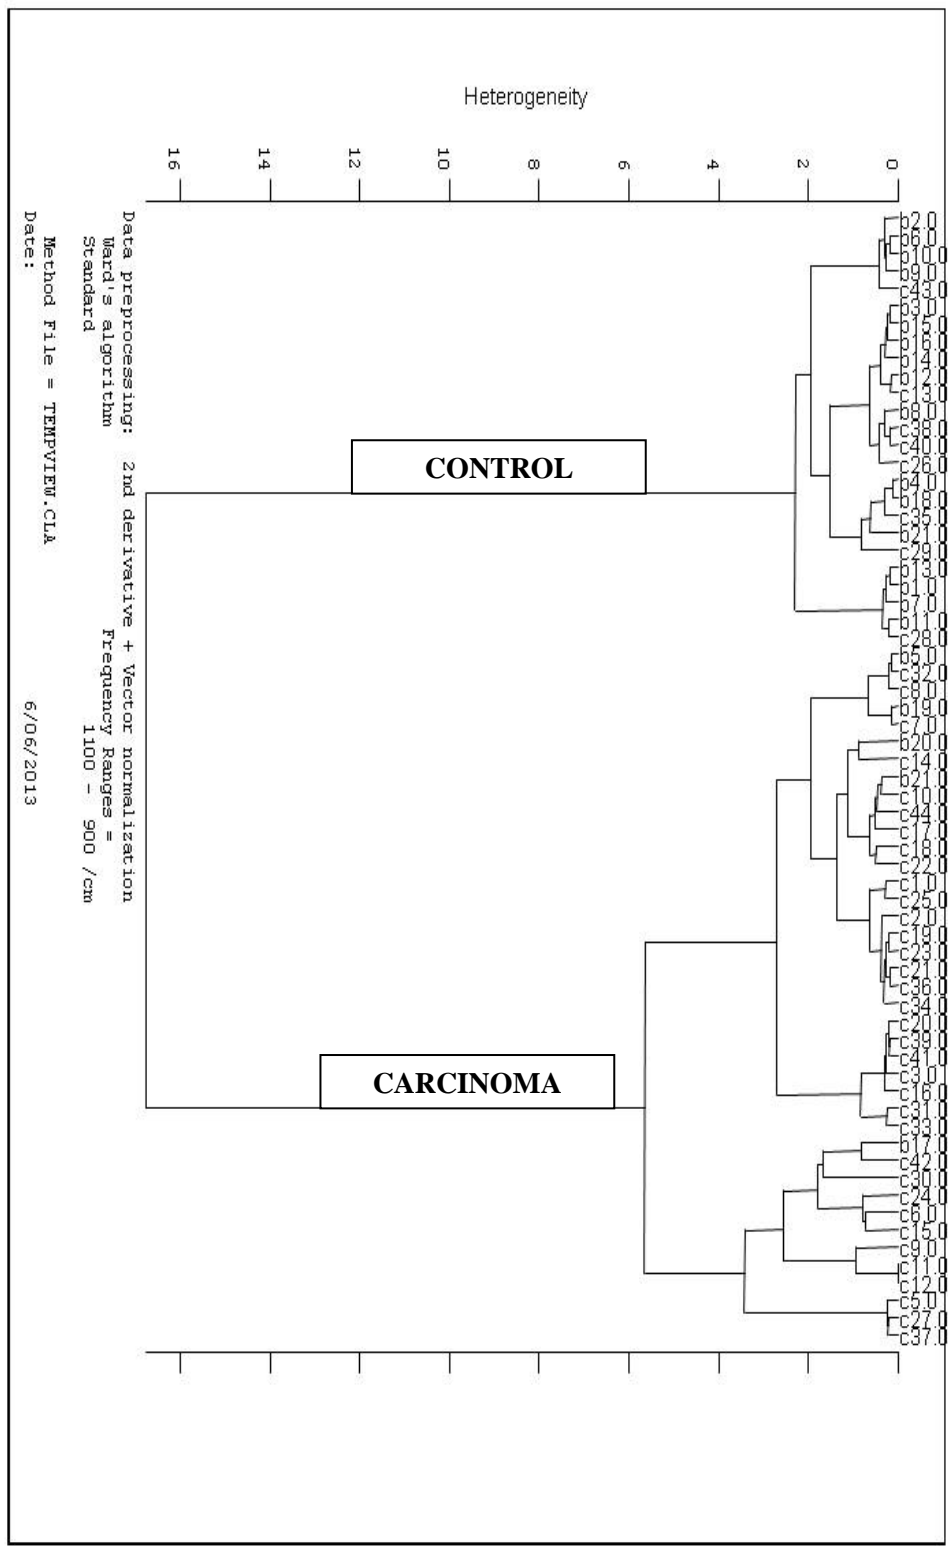 Heterogeneity
16
14
12
10
8
6
4
2
0
b2.0
b6.0
b10.0
b9.0
c43.0
b3.0
b15.0
b16.0
b14.0
b12.0
c13.0
b8.0
c38.0
c40.0
c26.0
b4.0
b18.0
c35.0
b21.0
c29.0
b13.0
b1.0
b7.0
b11.0
c28.0
b5.0
c32.0
c8.0
b19.0
c7.0
b20.0
c14.0
b21.0
c10.0
c44.0
c17.0
c18.0
c22.0
c1.0
c25.0
c2.0
c19.0
c23.0
c21.0
c36.0
c34.0
c20.0
c39.0
c41.0
c3.0
c16.0
c31.0
c33.0
b17.0
c42.0
c30.0
c24.0
c6.0
c15.0
c9.0
c11.0
c12.0
c5.0
c27.0
c37.0
CONTROL
CARCINOMA
Data preprocessing: 2nd derivative + Vector normalization
Ward's algorithm Frequency Ranges =
Standard 1100 - 900 /cm
Method File = TEMPVIEW.CLA
Date: 6/06/2013